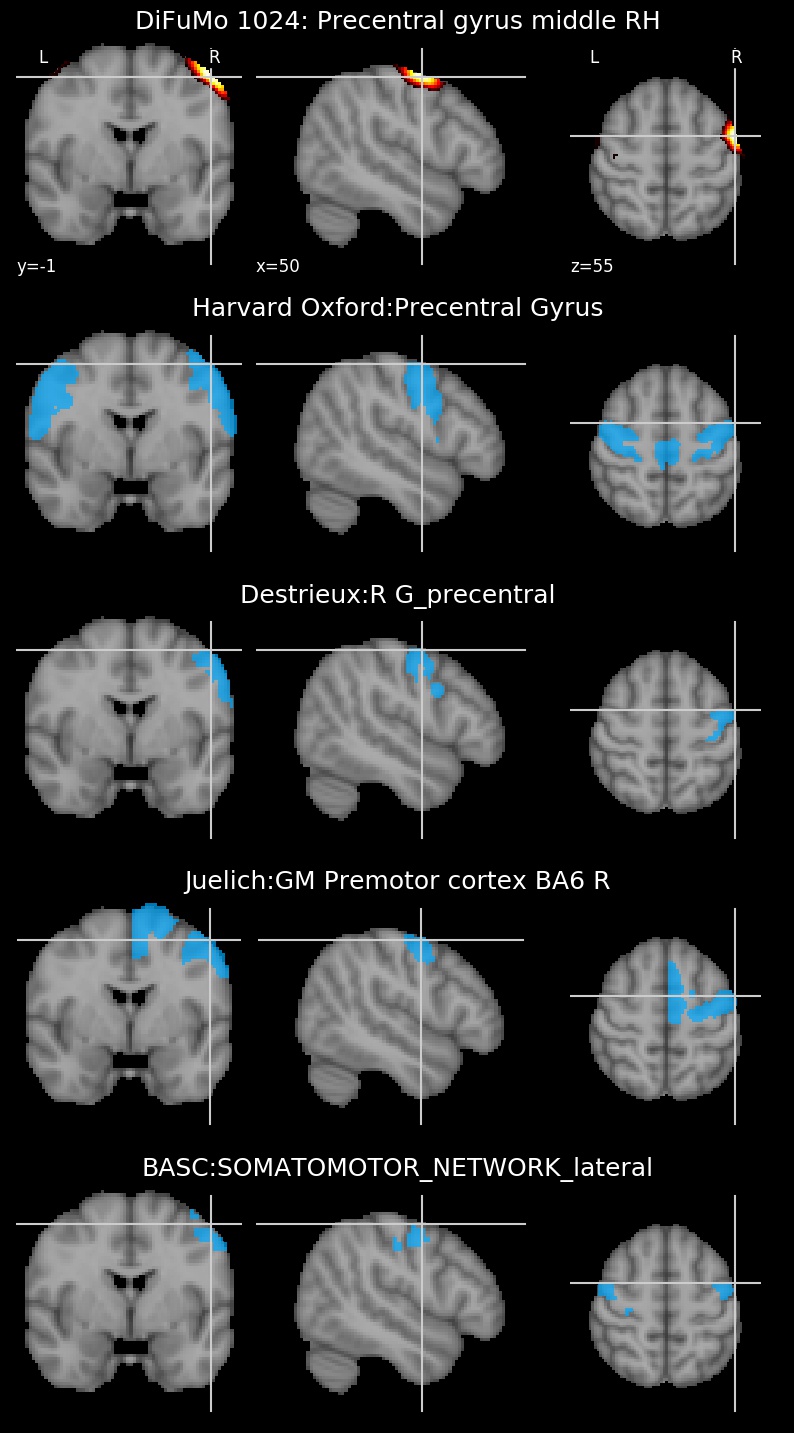 DiFuMo 1024: Precentral gyrus middle RH
L R L R
y=-1 x=50 z=55
Harvard Oxford:Precentral Gyrus
Destrieux:R G_precentral
Juelich:GM Premotor cortex BA6 R
BASC:SOMATOMOTOR_NETWORK_lateral